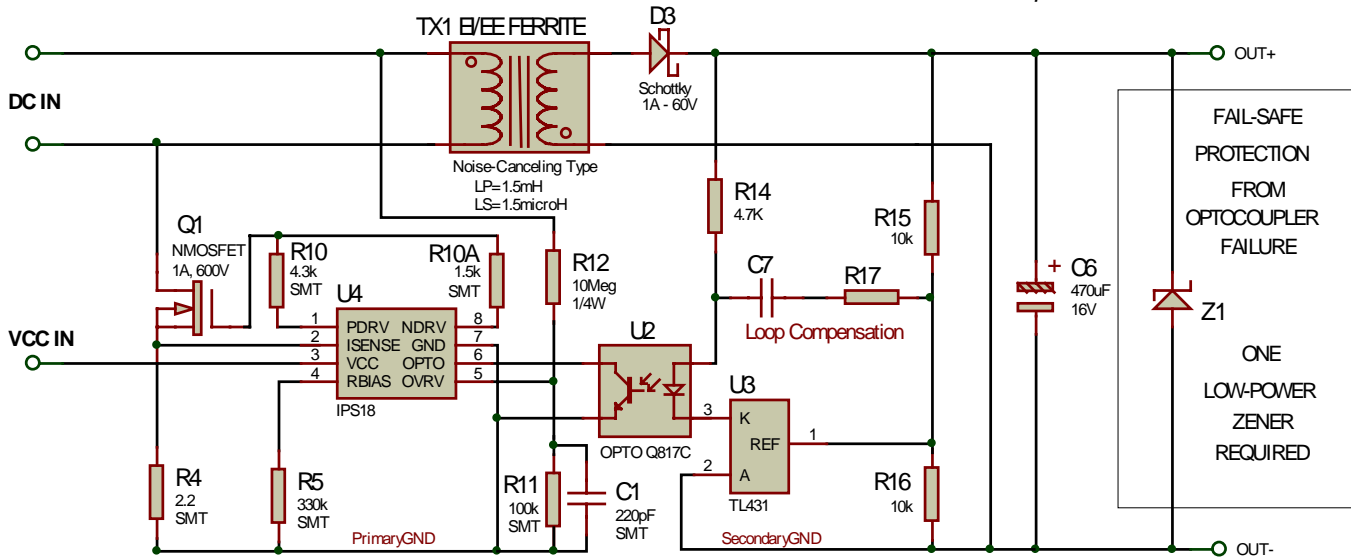 TX1 EI/EE FERRITE
D3
OUT+
Schottky
1A - 60V
DC IN
FAIL-SAFE
PROTECTION
FROM
OPTOCOUPLER
FAILURE
Noise-Canceling Type
LP=1.5mH
LS=1.5microH
R14
4.7K
R15
10k
Q1
NMOSFET
1A, 600V
R10
4.3k
SMT
R10A
1.5k
SMT
R12
10Meg
1/4W
C7
R17
Loop Compensation
+
C6
470uF
16V
Z1
U4
1 PDRV NDRV 8
2 ISENSE GND 7
3 VCC OPTO 6
4 RBIAS OVRV 5
IPS18
VCC IN
U2
OPTO Q817C
U3
3 K
REF 1
2 A
TL431
ONE
LOW-POWER
ZENER
REQUIRED
R4
2.2
SMT
R5
330k
SMT
R11
100k
SMT
C1
220pF
SMT
R16
10k
PrimaryGND
SecondaryGND
OUT-